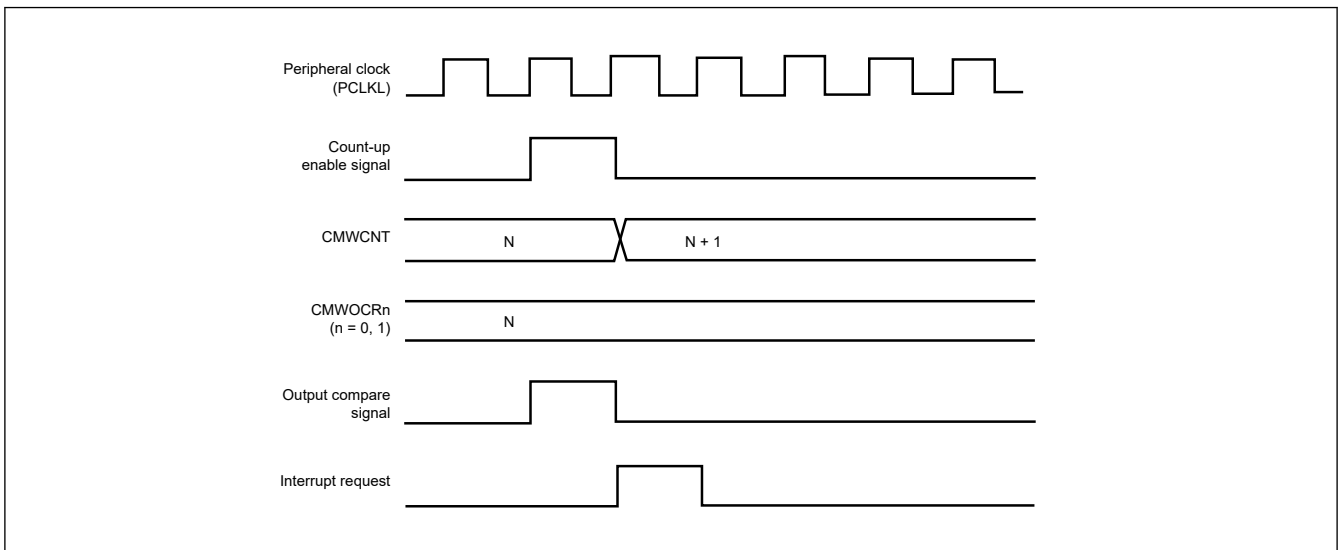 Peripheral clock
(PCLKL)
Count-up
enable signal
CMWCNT
N
N + 1
CMWOCRn
(n = 0, 1)
N
Output compare
signal
Interrupt request